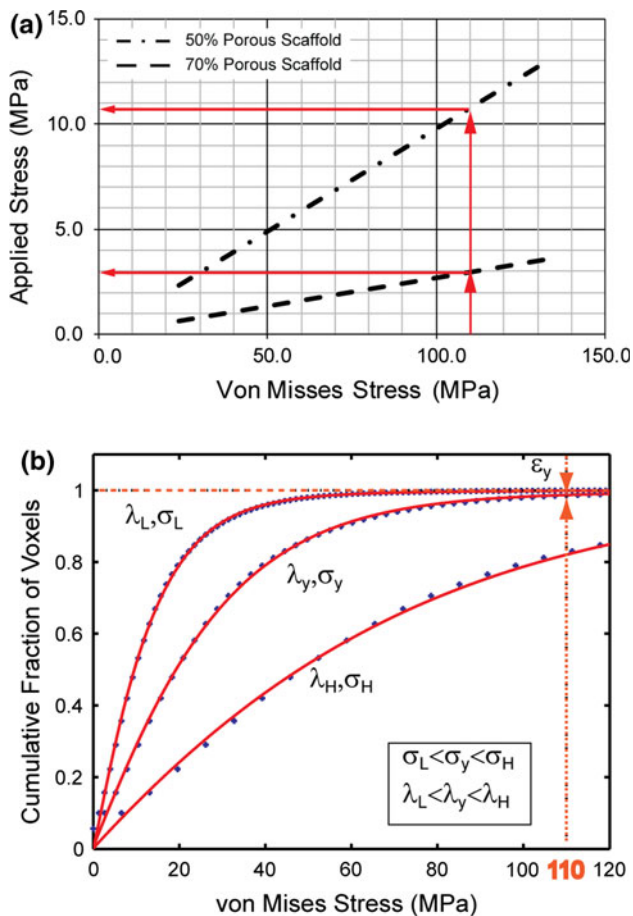 (a)
15.0
10.0
5.0
0.0
Applied Stress (MPa)
50% Porous Scaffold
70% Porous Scaffold
0.0 50.0 100.0 150.0
Von Misses Stress (MPa)
(b)
1
0.8
0.6
0.4
0.2
0
Cumulative Fraction of Voxels
εy
λL,σL
λy,σy
λH,σH
σL<σy<σH
λL<λy<λH
0 20 40 60 80 100 110 120
von Mises Stress (MPa)